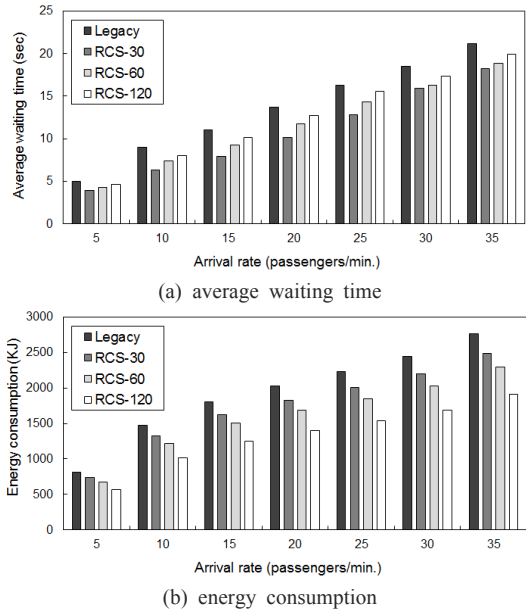 25
20
15
10
5
0
Average waiting time (sec)
Legacy
RCS-30
RCS-60
RCS-120
5 10 15 20 25 30 35
Arrival rate (passengers/min.)
(a) average waiting time
3000
2500
2000
1500
1000
500
0
Energy consumption (KJ)
Legacy
RCS-30
RCS-60
RCS-120
5 10 15 20 25 30 35
Arrival rate (passengers/min.)
(b) energy consumption